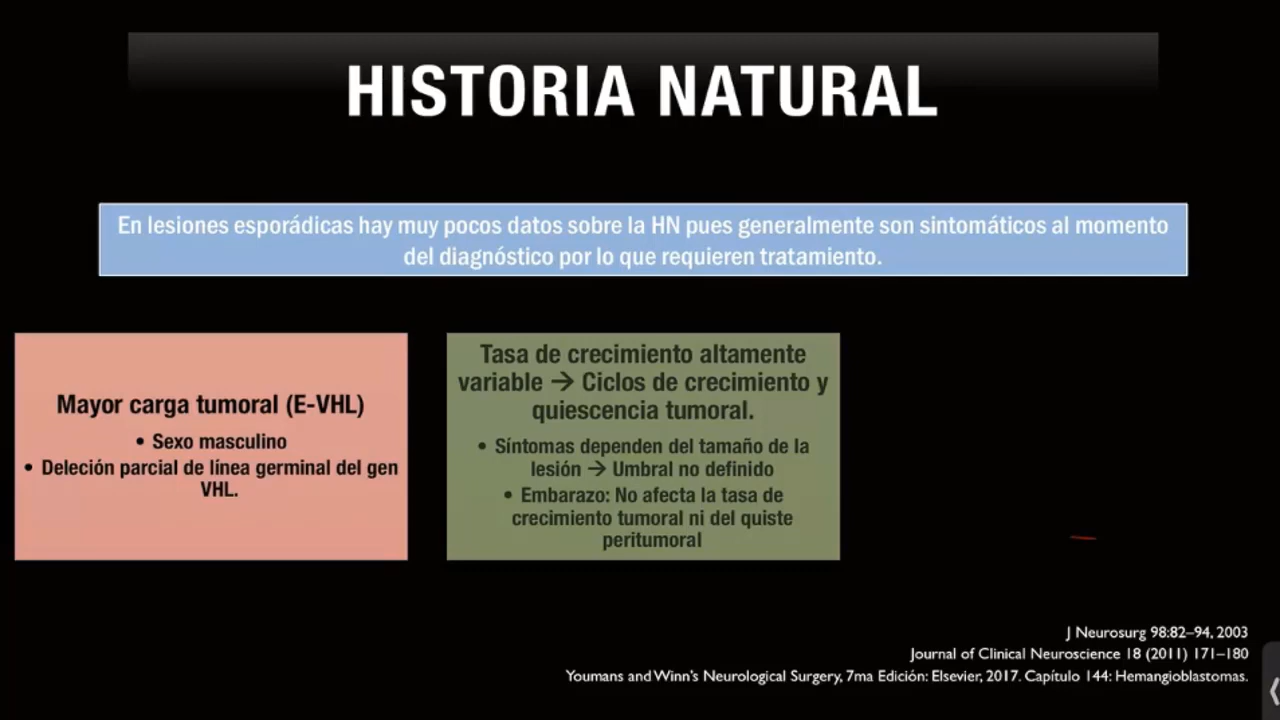 HISTORIA NATURAL
En lesiones esporádicas hay muy pocos datos sobre la HN pues generalmente son sintomáticos al momento
del diagnóstico por lo que requieren tratamiento.
Mayor carga tumoral (E-VHL)
• Sexo masculino
• Deleción parcial de línea germinal del gen
VHL.
Tasa de crecimiento altamente
variable → Ciclos de crecimiento y
quiescencia tumoral.
• Síntomas dependen del tamaño de la
lesión → Umbral no definido
• Embarazo: No afecta la tasa de
crecimiento tumoral ni del quiste
peritumoral
J Neurosurg 98:82–94, 2003
Journal of Clinical Neuroscience 18 (2011) 171–180
Youmans and Winn's Neurological Surgery, 7ma Edición: Elsevier, 2017. Capítulo 144: Hemangioblastomas.